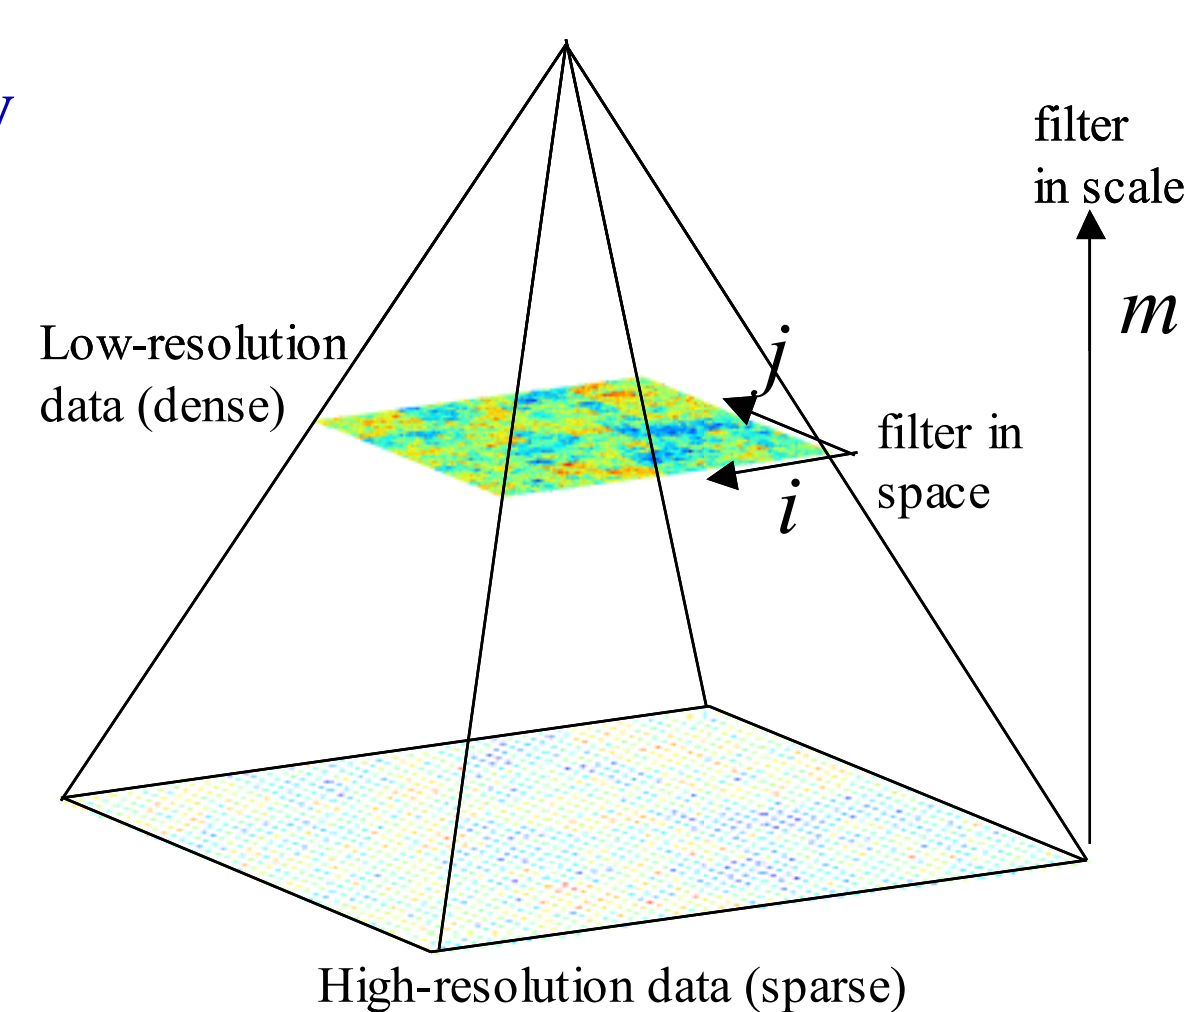 y
filter
in scale
m
Low-resolution
data (dense)
j
filter in
space
i
High-resolution data (sparse)